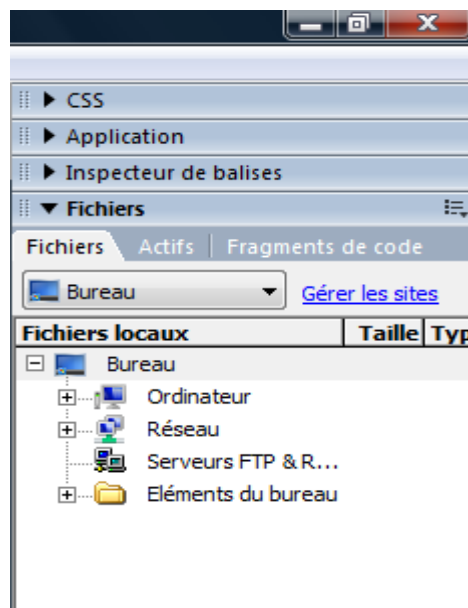 CSS
Application
Inspecteur de balises
Fichiers
Fichiers Actifs Fragments de code
Bureau Gérer les sites
Fichiers locaux Taille Typ
Bureau
Ordinateur
Réseau
Serveurs FTP & R...
Eléments du bureau